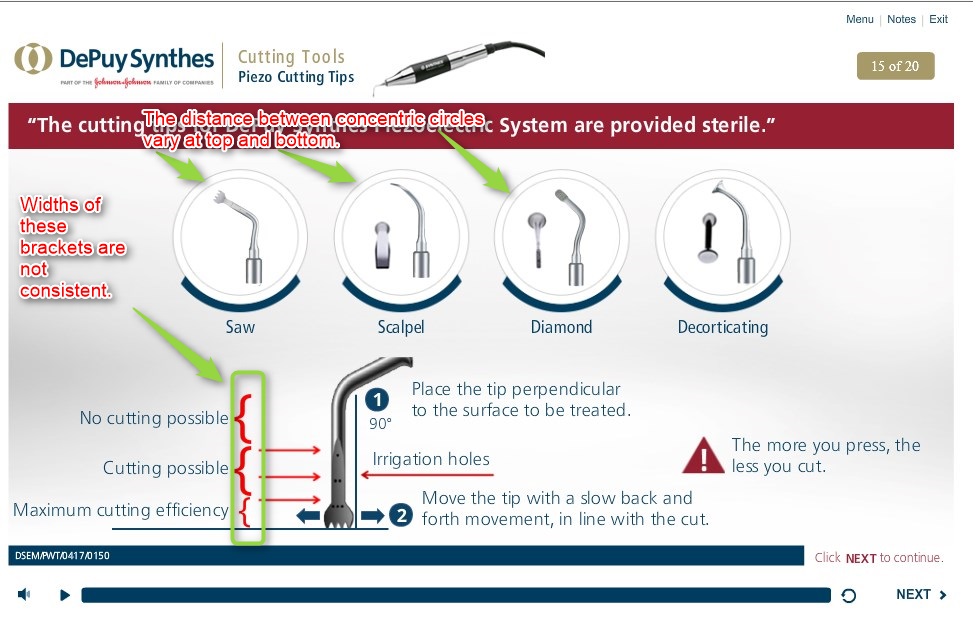 Menu | Notes | Exit
DePuy Synthes
PART OF THE Johnson & Johnson FAMILY OF COMPANIES
Cutting Tools
Piezo Cutting Tips
15 of 20
“The cutting tips for DePuy Synthes Piezoelectric System are provided sterile.”
The distance between concentric circles
vary at top and bottom.
Widths of
these
brackets are
not
consistent.
Saw
Scalpel
Diamond
Decorticating
No cutting possible
Cutting possible
Maximum cutting efficiency
1
90°
Place the tip perpendicular
to the surface to be treated.
Irrigation holes
2
Move the tip with a slow back and
forth movement, in line with the cut.
!
The more you press, the
less you cut.
DSEM/PWT/0417/0150
Click NEXT to continue.
NEXT